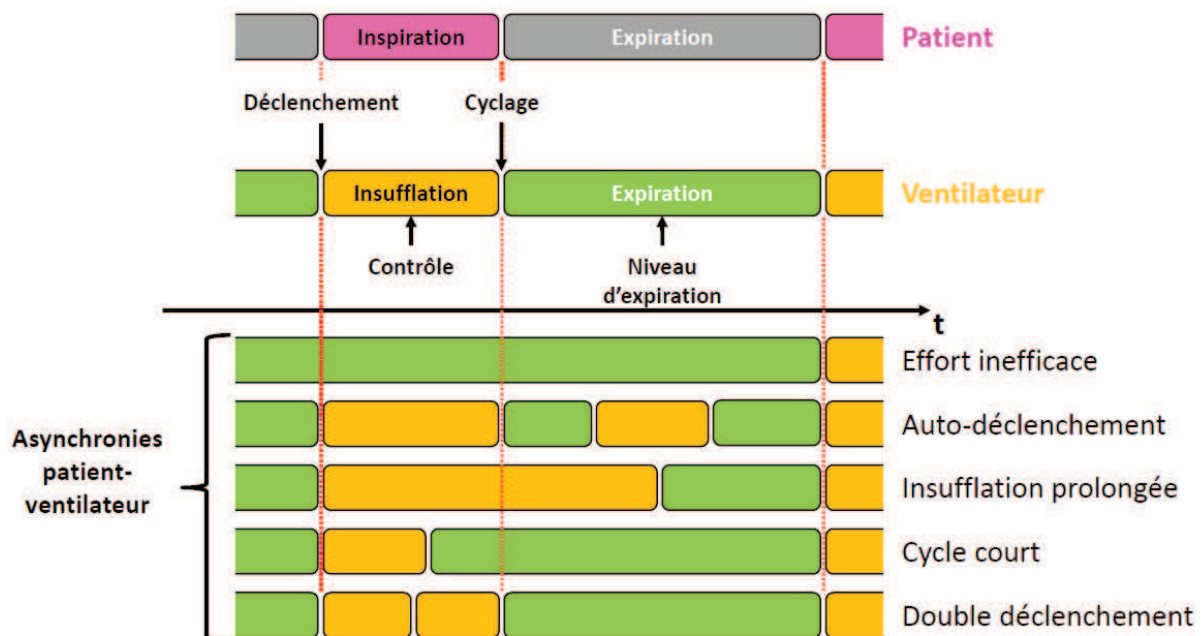 Inspiration
Expiration
Patient
Déclenchement
Cyclage
Insufflation
Expiration
Ventilateur
Contrôle
Niveau
d'expiration
t
Effort inefficace
Auto-déclenchement
Asynchronies
patient-
ventilateur
Insufflation prolongée
Cycle court
Double déclenchement